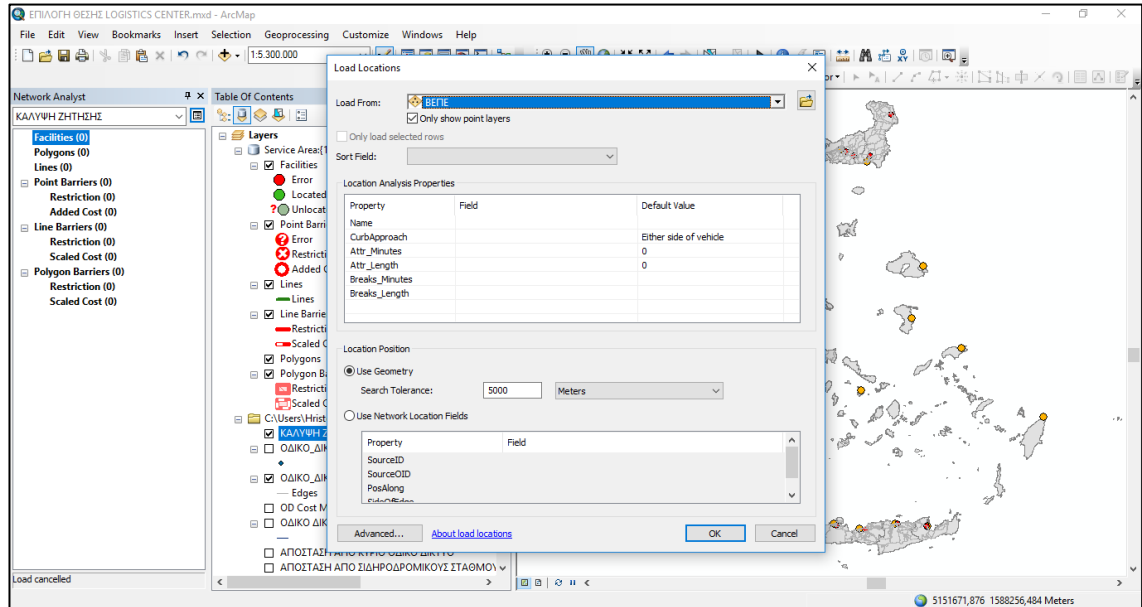 ΕΠΙΛΟΓΗ ΘΕΣΗΣ LOGISTICS CENTER.mxd - ArcMap
File Edit View Bookmarks Insert Selection Geoprocessing Customize Windows Help
1:5.300.000
Network Analyst
ΚΑΛΥΨΗ ΖΗΤΗΣΗΣ
Facilities (0)
Polygons (0)
Lines (0)
Point Barriers (0)
Restriction (0)
Added Cost (0)
Line Barriers (0)
Restriction (0)
Scaled Cost (0)
Polygon Barriers (0)
Restriction (0)
Scaled Cost (0)
Load cancelled
Table Of Contents
Layers
Service Area:
Facilities
Error
Located
Unlocat
Point Barri
Error
Restricti
Added C
Lines
Lines
Line Barrie
Restricti
Scaled C
Polygons
Polygon Ba
Restricti
Scaled C
C:\Users\Hrist
ΚΑΛΥΨΗ Ζ
ΟΔΙΚΟ_ΔΙΚ
ΟΔΙΚΟ_ΔΙΚ
Edges
OD Cost M
ΟΔΙΚΟ ΔΙΚ
ΑΠΟΣΤΑΣΗ ΑΠΟ ΚΥΡΙΟ ΟΔΙΚΟ ΔΙΚΤΥΟ
ΑΠΟΣΤΑΣΗ ΑΠΟ ΣΙΔΗΡΟΔΡΟΜΙΚΟΥΣ ΣΤΑΘΜΟΥ
Load Locations
Load From: ΒΕΠΕ
Only show point layers
Only load selected rows
Sort Field:
Location Analysis Properties
Property Field Default Value
Name
CurbApproach Either side of vehicle
Attr_Minutes 0
Attr_Length 0
Breaks_Minutes
Breaks_Length
Location Position
Use Geometry
Search Tolerance: 5000 Meters
Use Network Location Fields
Property Field
SourceID
SourceOID
PosAlong
SideOfEdge
Advanced... About load locations OK Cancel
5151671,876 1588256,484 Meters